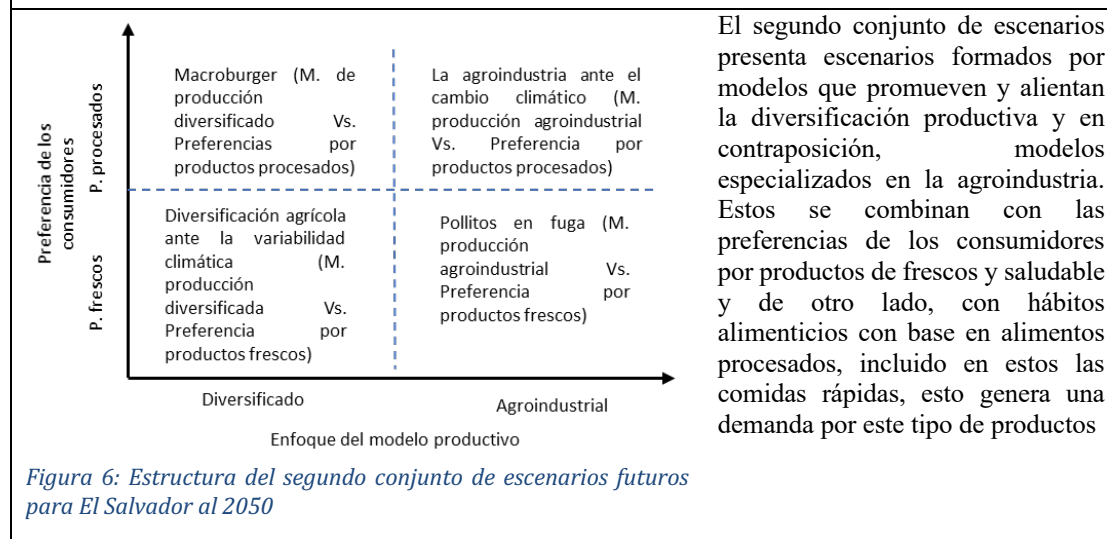 Preferencia de los
consumidores
P. procesados
P. frescos
Macroburger (M. de
producción
diversificado Vs.
Preferencias por
productos procesados)
La agroindustria ante el
cambio climático (M.
producción agroindustrial
Vs. Preferencia por
productos procesados)
Diversificación agrícola
ante la variabilidad
climática (M.
producción
diversificada Vs.
Preferencia por
productos frescos)
Pollitos en fuga (M.
producción
agroindustrial Vs.
Preferencia por
productos frescos)
Diversificado
Agroindustrial
Enfoque del modelo productivo
Figura 6: Estructura del segundo conjunto de escenarios futuros
para El Salvador al 2050
El segundo conjunto de escenarios
presenta escenarios formados por
modelos que promueven y alientan
la diversificación productiva y en
contraposición, modelos
especializados en la agroindustria.
Estos se combinan con las
preferencias de los consumidores
por productos de frescos y saludable
y de otro lado, con hábitos
alimenticios con base en alimentos
procesados, incluido en estos las
comidas rápidas, esto genera una
demanda por este tipo de productos